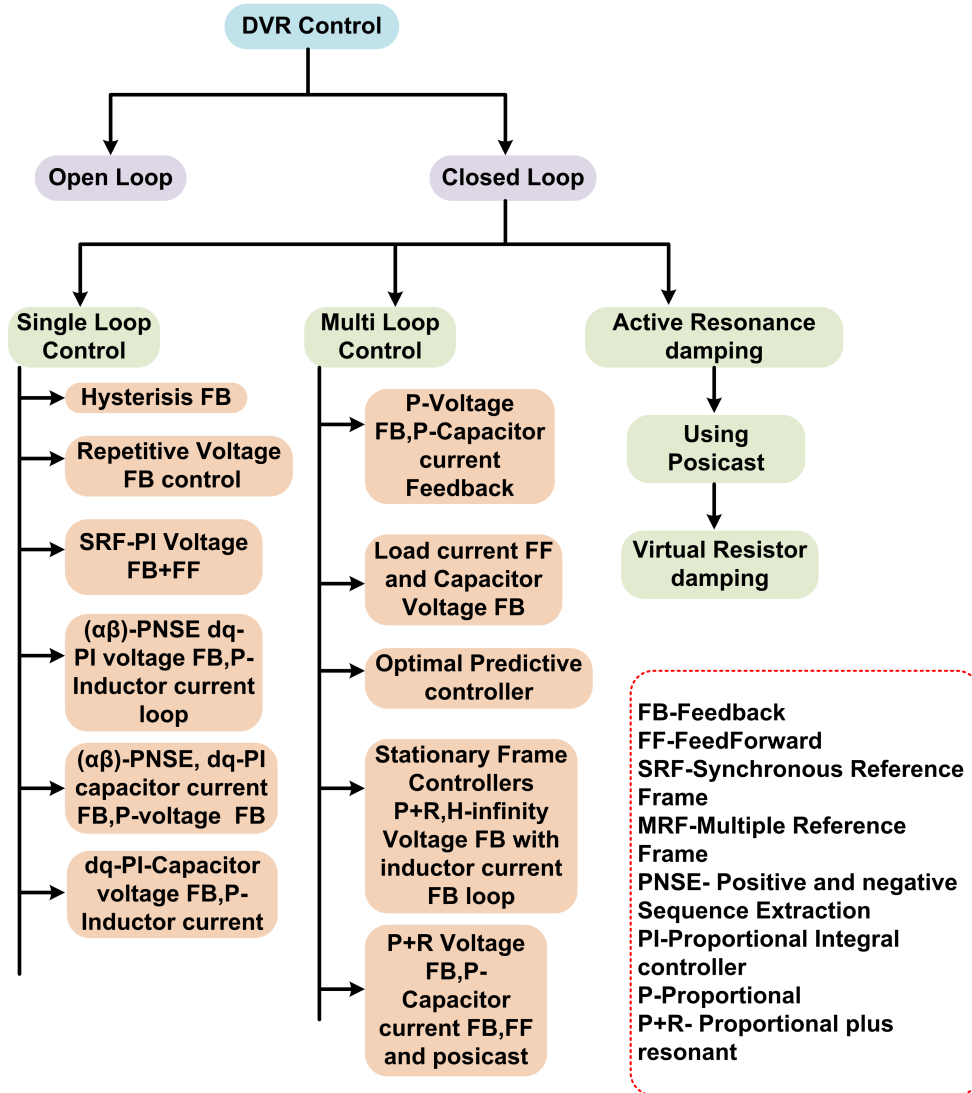 DVR Control
Open Loop
Closed Loop
Single Loop
Control
Hysterisis FB
Repetitive Voltage
FB control
SRF-PI Voltage
FB+FF
(αβ)-PNSE dq-
PI voltage FB,P-
Inductor current
loop
(αβ)-PNSE, dq-PI
capacitor current
FB,P-voltage FB
dq-PI-Capacitor
voltage FB,P-
Inductor current
Multi Loop
Control
P-Voltage
FB,P-Capacitor
current
Feedback
Load current FF
and Capacitor
Voltage FB
Optimal Predictive
controller
Stationary Frame
Controllers
P+R,H-infinity
Voltage FB with
inductor current
FB loop
P+R Voltage
FB,P-
Capacitor
current FB,FF
and posicast
Active Resonance
damping
Using
Posicast
Virtual Resistor
damping
FB-Feedback
FF-FeedForward
SRF-Synchronous Reference
Frame
MRF-Multiple Reference
Frame
PNSE- Positive and negative
Sequence Extraction
PI-Proportional Integral
controller
P-Proportional
P+R- Proportional plus
resonant